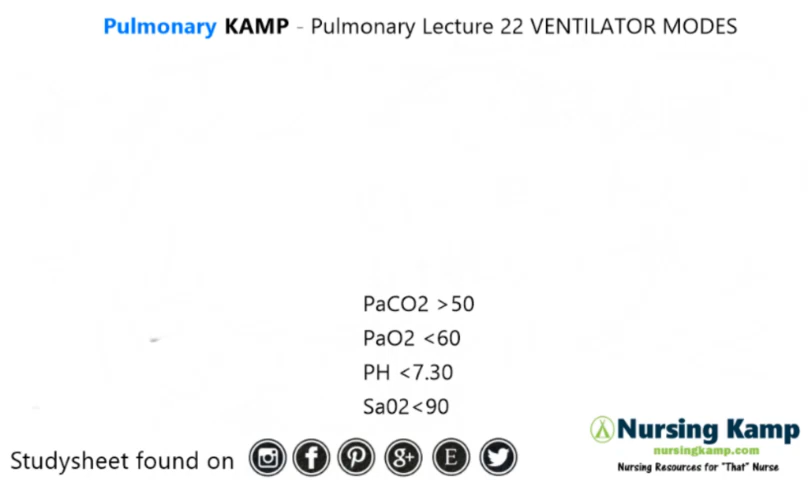 Pulmonary KAMP - Pulmonary Lecture 22 VENTILATOR MODES
PaCO2 >50
PaO2 <60
PH <7.30
Sa02<90
Studysheet found on
g+
E
Nursing Kamp
nursingkamp.com
Nursing Resources for "That" Nurse